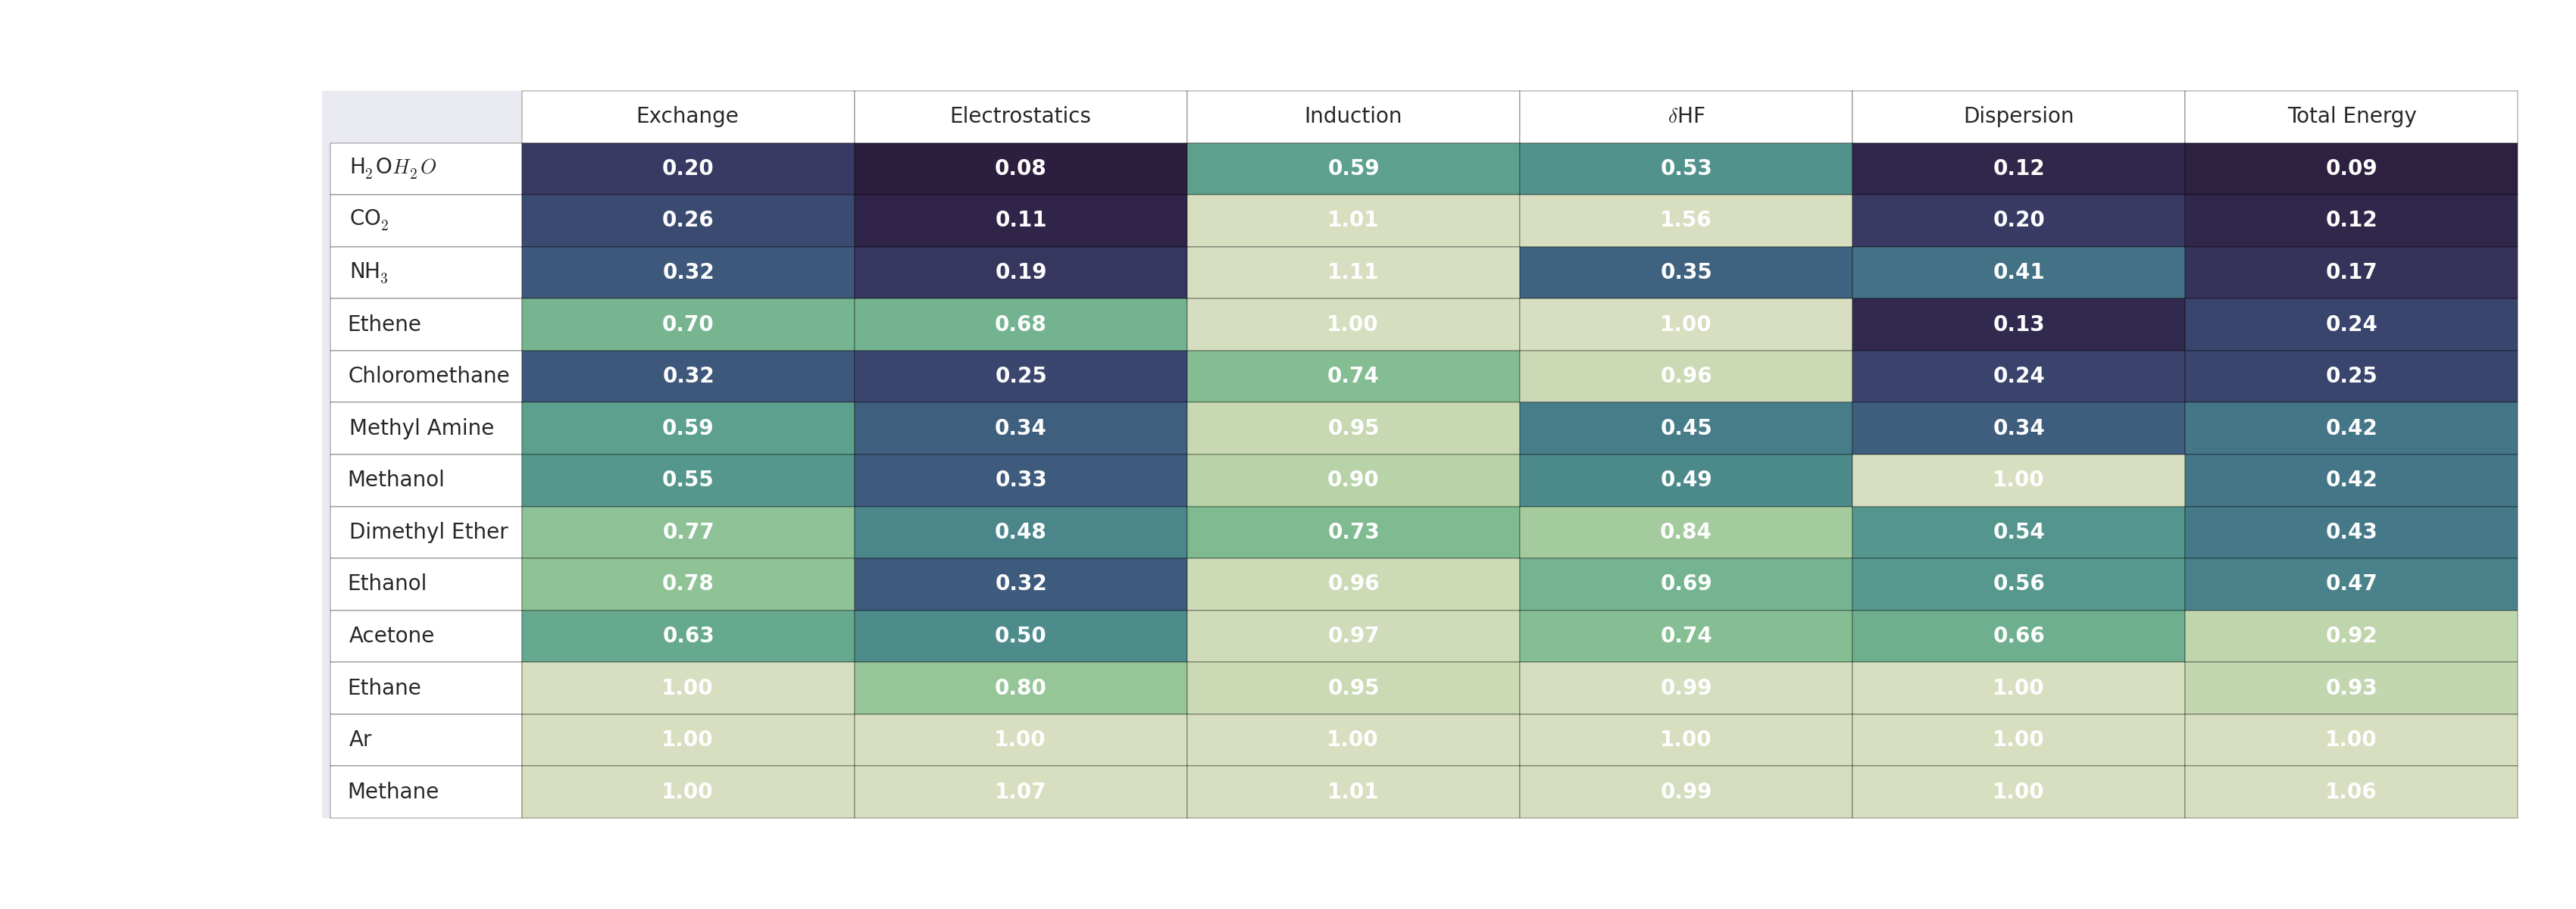 Exchange Electrostatics Induction δHF Dispersion Total Energy
H₂OH₂O 0.20 0.08 0.59 0.53 0.12 0.09
CO₂ 0.26 0.11 1.01 1.56 0.20 0.12
NH₃ 0.32 0.19 1.11 0.35 0.41 0.17
Ethene 0.70 0.68 1.00 1.00 0.13 0.24
Chloromethane 0.32 0.25 0.74 0.96 0.24 0.25
Methyl Amine 0.59 0.34 0.95 0.45 0.34 0.42
Methanol 0.55 0.33 0.90 0.49 1.00 0.42
Dimethyl Ether 0.77 0.48 0.73 0.84 0.54 0.43
Ethanol 0.78 0.32 0.96 0.69 0.56 0.47
Acetone 0.63 0.50 0.97 0.74 0.66 0.92
Ethane 1.00 0.80 0.95 0.99 1.00 0.93
Ar 1.00 1.00 1.00 1.00 1.00 1.00
Methane 1.00 1.07 1.01 0.99 1.00 1.06